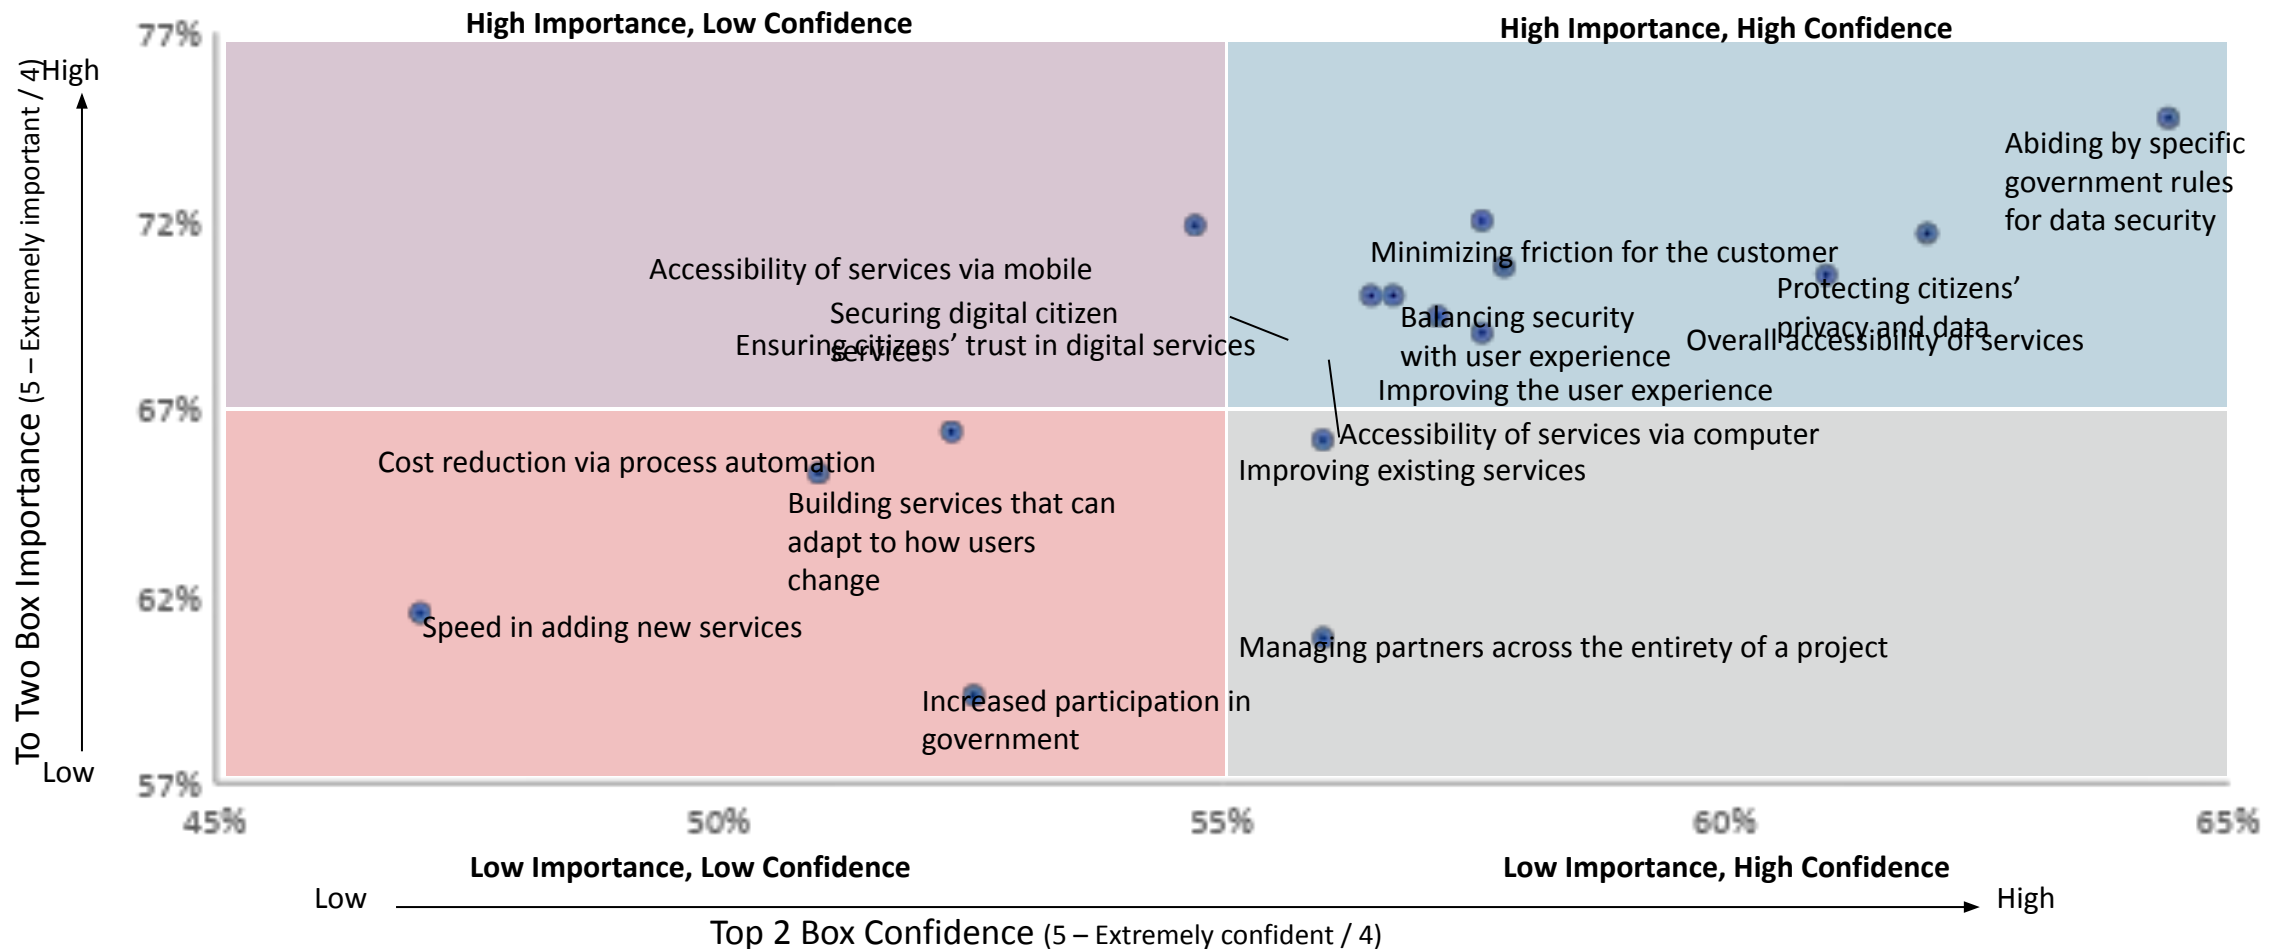 High Importance, Low Confidence
High Importance, High Confidence
77%
High
To Two Box Importance (5 – Extremely important / 4)
Abiding by specific
government rules
for data security
72%
Minimizing friction for the customer
Accessibility of services via mobile
Protecting citizens’
privacy and data
Securing digital citizen
services
Balancing security
with user experience
Ensuring citizens’ trust in digital services
Overall accessibility of services
Improving the user experience
67%
Accessibility of services via computer
Cost reduction via process automation
Improving existing services
Building services that can
adapt to how users
change
62%
Speed in adding new services
Managing partners across the entirety of a project
Increased participation in
government
Low
57%
45%
50%
55%
60%
65%
Low Importance, Low Confidence
Low Importance, High Confidence
Low
High
Top 2 Box Confidence (5 – Extremely confident / 4)